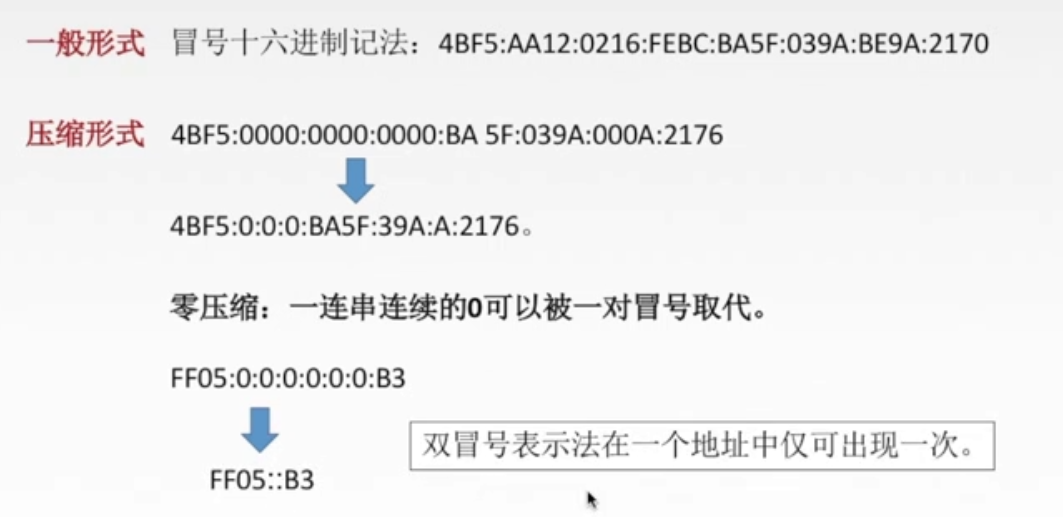 一般形式 冒号十六进制记法：4BF5:AA12:0216:FEBC:BA5F:039A:BE9A:2170
压缩形式 4BF5:0000:0000:0000:BA 5F:039A:000A:2176
4BF5:0:0:0:BA5F:39A:A:2176。
零压缩：一连串连续的0可以被一对冒号取代。
FF05:0:0:0:0:0:0:B3
双冒号表示法在一个地址中仅可出现一次。
FF05::B3